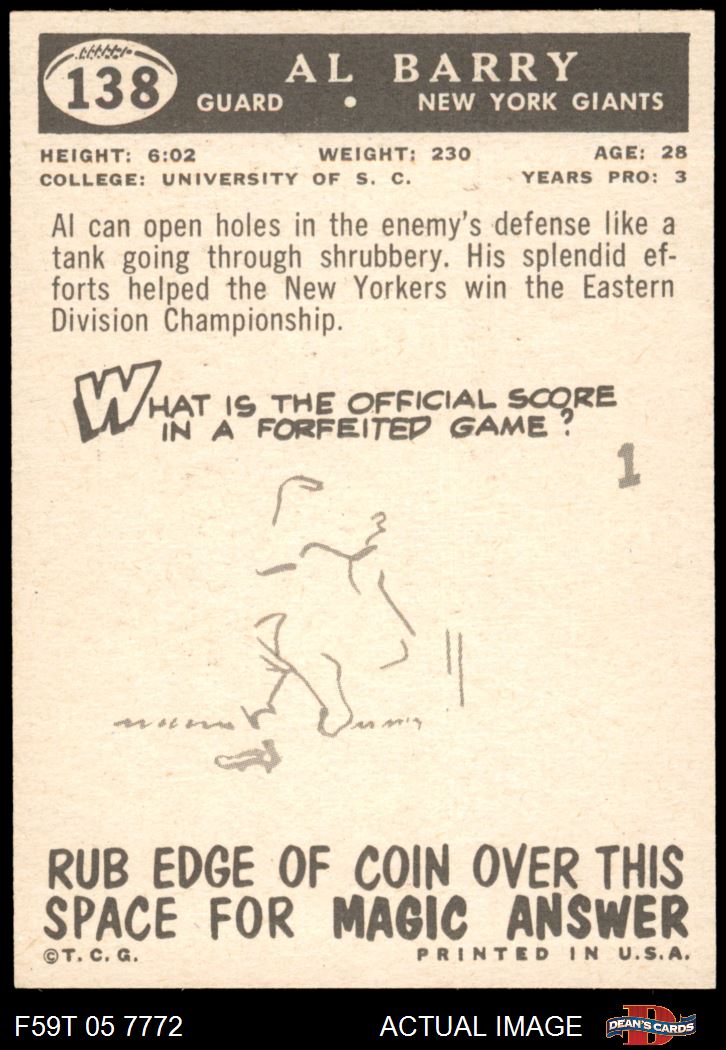 138
AL BARRY
GUARD • NEW YORK GIANTS
HEIGHT: 6:02 WEIGHT: 230 AGE: 28
COLLEGE: UNIVERSITY OF S. C. YEARS PRO: 3
Al can open holes in the enemy's defense like a
tank going through shrubbery. His splendid ef-
forts helped the New Yorkers win the Eastern
Division Championship.
WHAT IS THE OFFICIAL SCORE
IN A FORFEITED GAME?
1
RUB EDGE OF COIN OVER THIS
SPACE FOR MAGIC ANSWER
©T. C. G. PRINTED IN U.S.A.
F59T 05 7772 ACTUAL IMAGE D DEAN'S CARDS